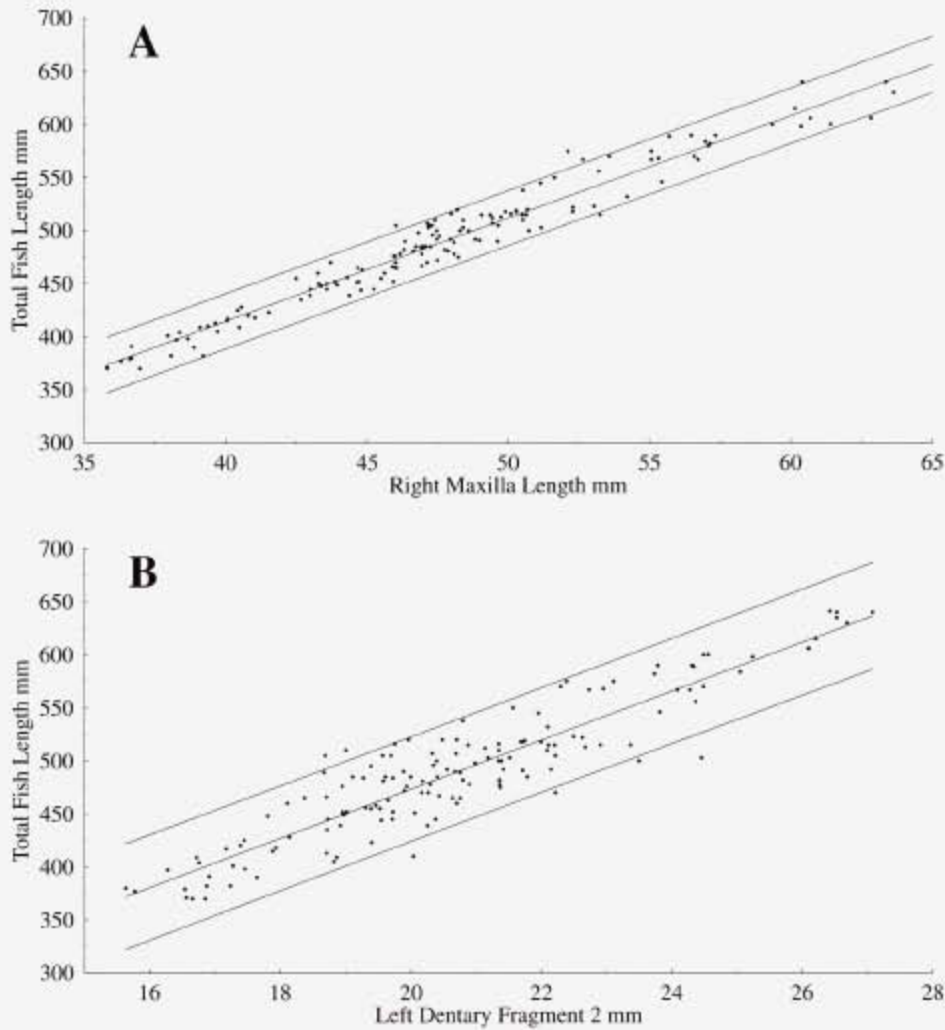 A
700
650
600
550
500
450
400
350
300
Total Fish Length mm
35 40 45 50 55 60 65
Right Maxilla Length mm
B
700
650
600
550
500
450
400
350
300
Total Fish Length mm
16 18 20 22 24 26 28
Left Dentary Fragment 2 mm